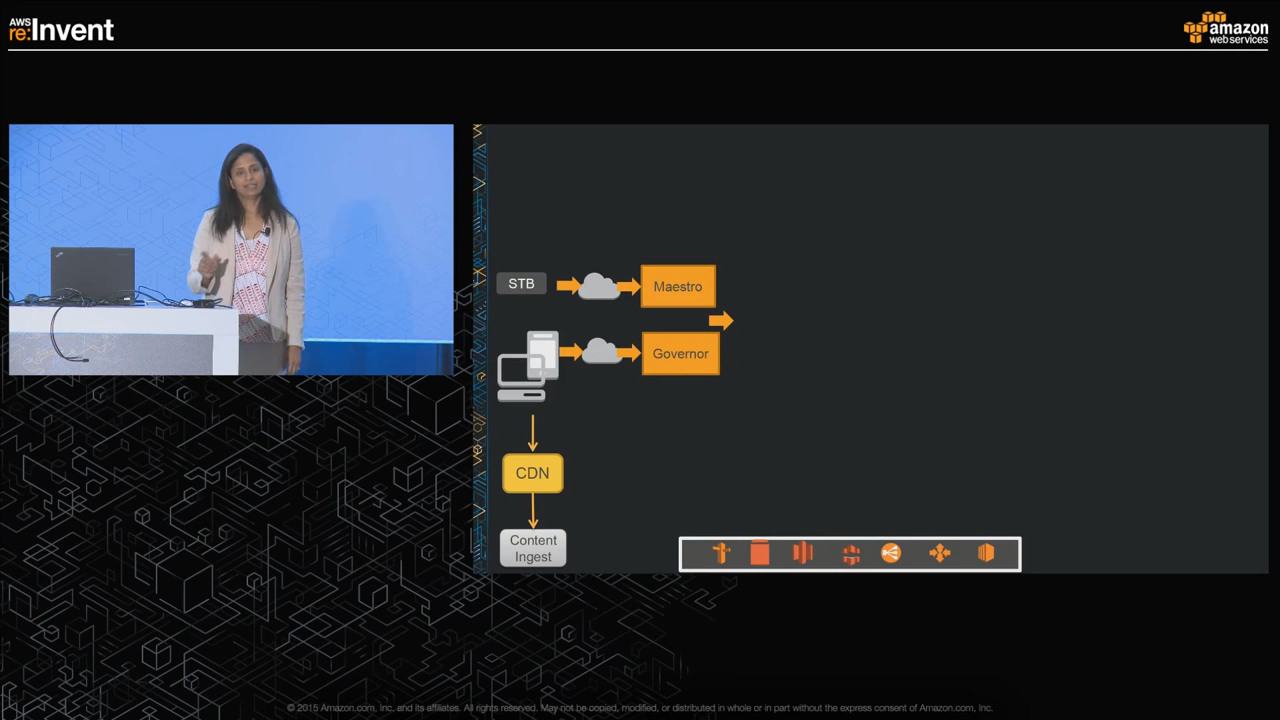 AWS
re:Invent
amazon
webservices
STB
Maestro
Governor
CDN
Content
Ingest
© 2015 Amazon.com, Inc. and its affiliates. All rights reserved. May not be copied, modified, or distributed in whole or in part without the express consent of Amazon.com, Inc.